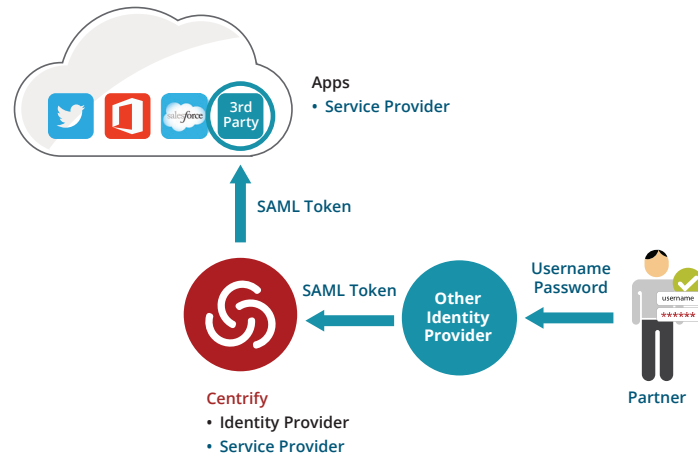 Apps
• Service Provider
salesforce
3rd
Party
SAML Token
SAML Token
Other
Identity
Provider
Username
Password
username
******
Partner
Centrify
• Identity Provider
• Service Provider